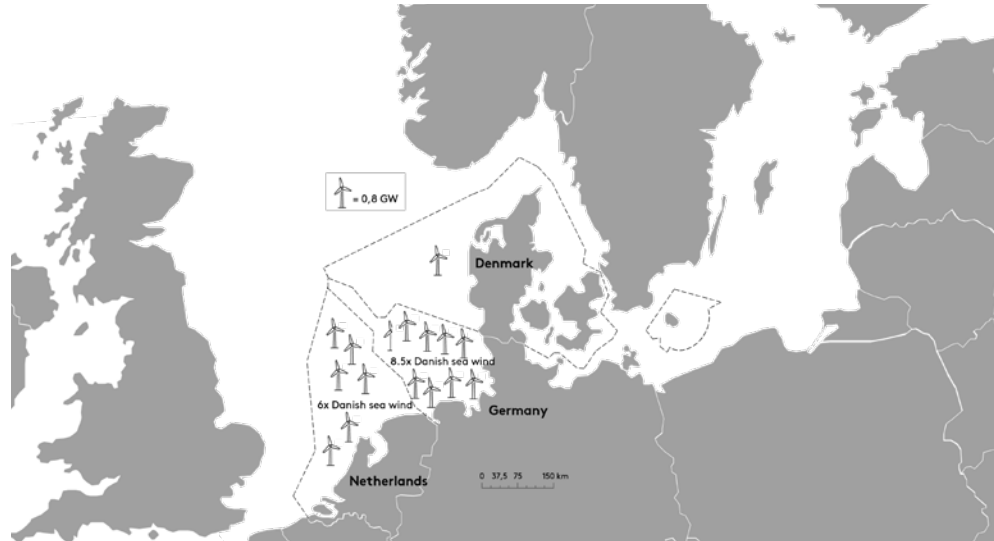 = 0,8 GW
Denmark
8.5x Danish sea wind
6x Danish sea wind
Germany
Netherlands
0 37,5 75 150 km